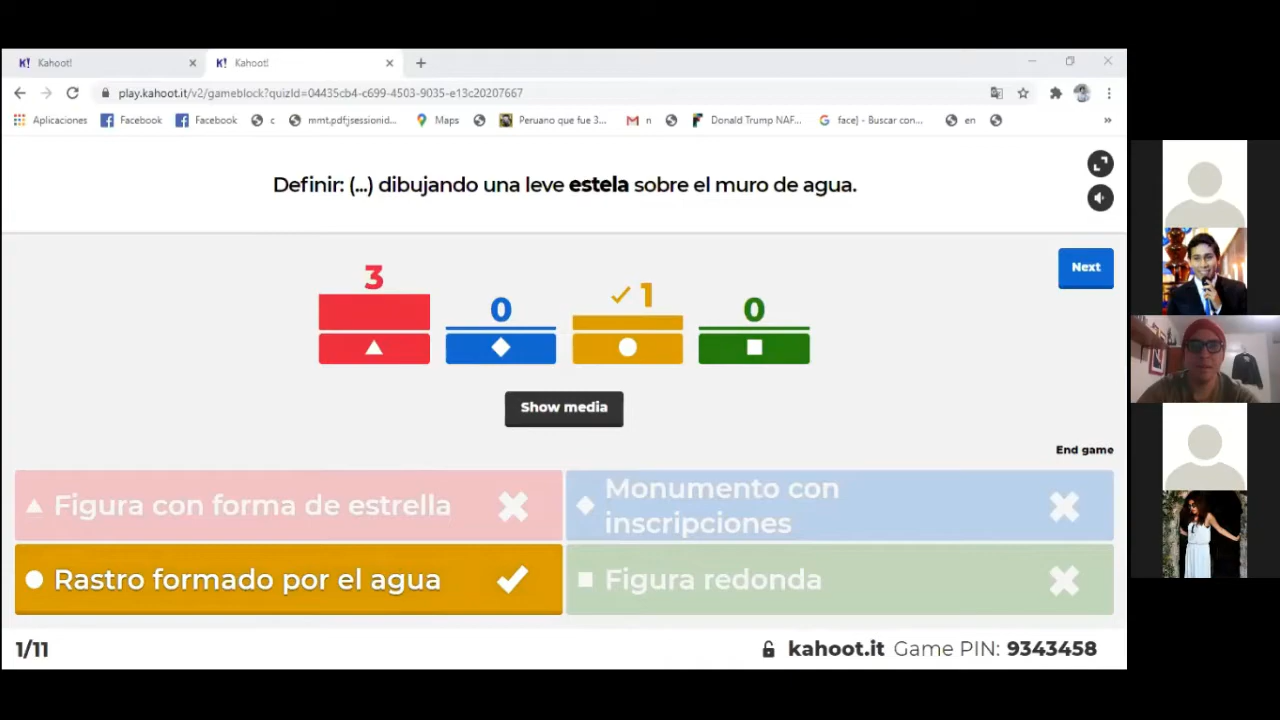 K! Kahoot!
K! Kahoot!
play.kahoot.it/v2/gameblock?quizId=04435cb4-c699-4503-9035-e13c20207667
Aplicaciones Facebook Facebook c mmt.pdf;jsessionid... Maps Peruano que fue 3... n Donald Trump NAF... face] - Buscar con... en »
Definir: (...) dibujando una leve estela sobre el muro de agua.
Next
3 0 1 0
Show media
End game
Figura con forma de estrella
Monumento con
inscripciones
Rastro formado por el agua
Figura redonda
1/11
kahoot.it Game PIN: 9343458